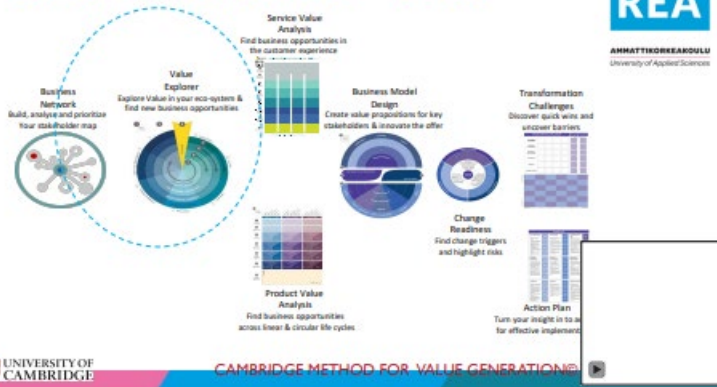 REA
AMMATTIKORKEAKOULU
University of Applied Sciences
Service Value
Analysis
Find business opportunities in
the customer experience
Value
Explorer
Explore Value in your eco-system &
find new business opportunities
Business
Network
Build, analyse and prioritize
Your stakeholder map
Business Model
Design
Create value propositions for key
stakeholders & innovate the offer
Transformation
Challenges
Discover quick wins and
uncover barriers
Change
Readiness
Find change triggers
and highlight risks
Product Value
Analysis
Find business opportunities
across linear & circular life cycles
Action Plan
Turn your insight in to
for effective
UNIVERSITY OF
CAMBRIDGE
CAMBRIDGE METHOD FOR VALUE GENERATION©